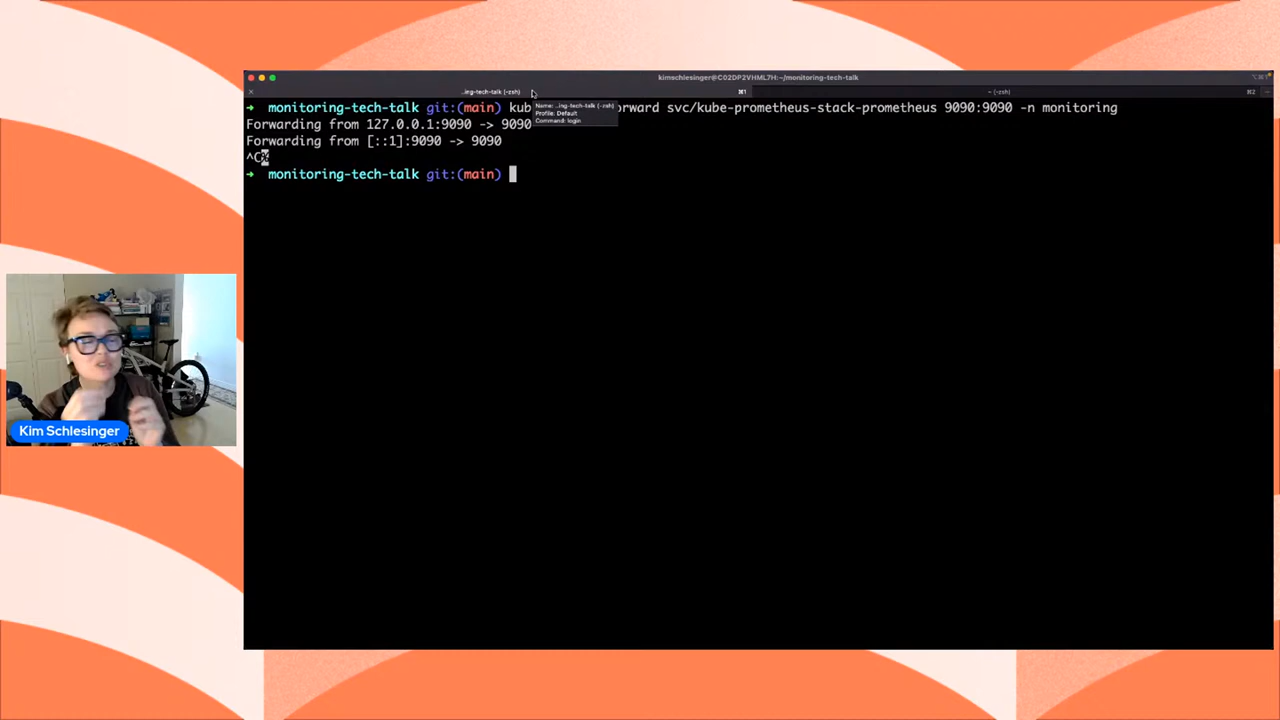 kimschlesinger@C02DP2VHML7H:~/monitoring-tech-talk
..ing-tech-talk (-zsh)
⌘1
~ (-zsh)
⌘2
➜ monitoring-tech-talk git:(main) kub
orward svc/kube-prometheus-stack-prometheus 9090:9090 -n monitoring
Name: ..ing-tech-talk (-zsh)
Profile: Default
Command: login
Forwarding from 127.0.0.1:9090 -> 9090
Forwarding from [::1]:9090 -> 9090
^C%
➜ monitoring-tech-talk git:(main)
Kim Schlesinger